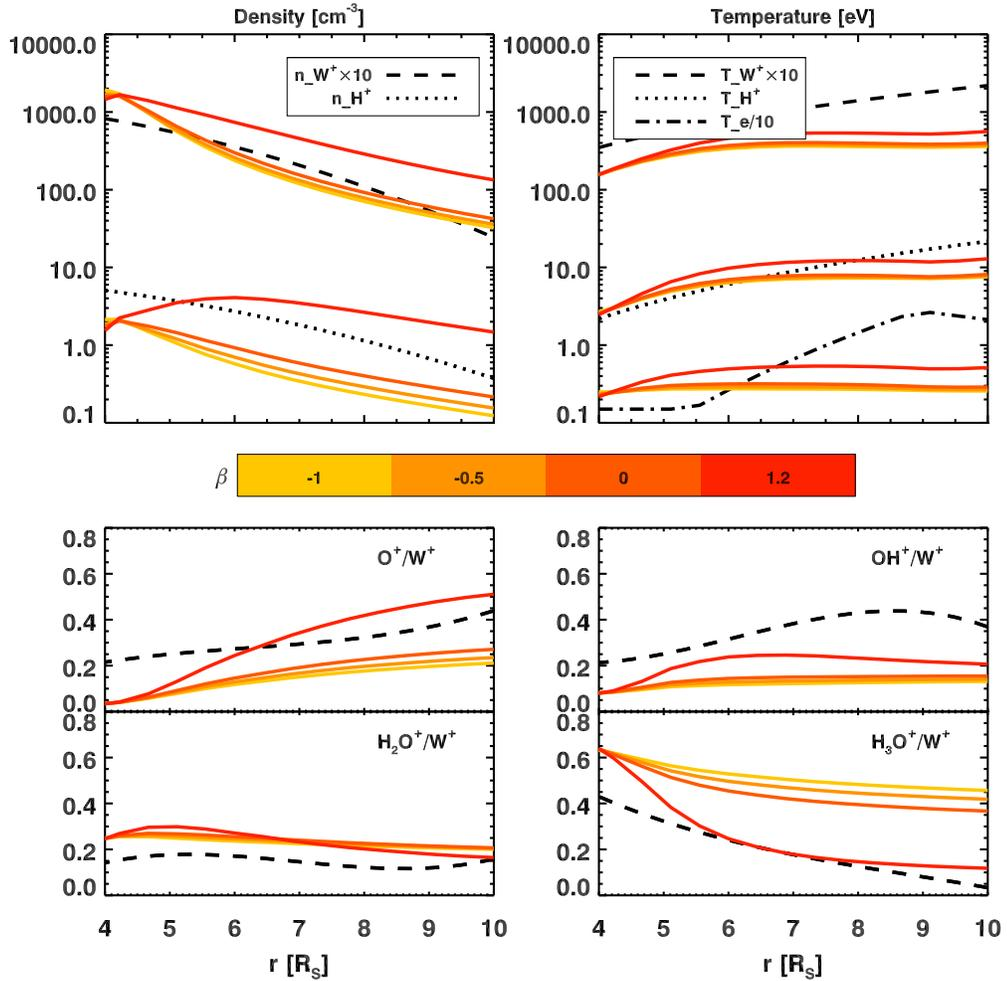 Density [cm⁻³]
Temperature [eV]
10000.0
1000.0
100.0
10.0
1.0
0.1
n_W⁺×10
n_H⁺
10000.0
1000.0
100.0
10.0
1.0
0.1
T_W⁺×10
T_H⁺
T_e/10
β -1 -0.5 0 1.2
0.8
0.6
0.4
0.2
0.0
O⁺/W⁺
0.8
0.6
0.4
0.2
0.0
OH⁺/W⁺
0.8
0.6
0.4
0.2
0.0
H₂O⁺/W⁺
0.8
0.6
0.4
0.2
0.0
H₃O⁺/W⁺
4 5 6 7 8 9 10
4 5 6 7 8 9 10
r [R_S]
r [R_S]